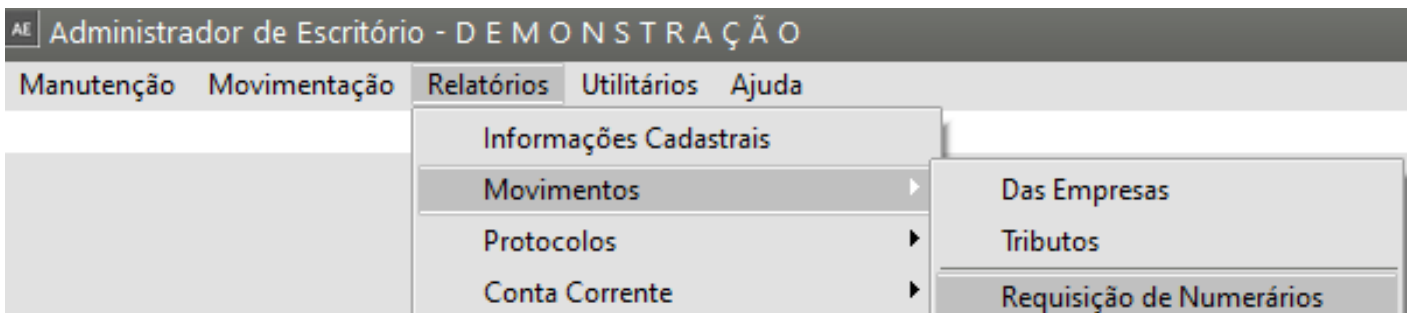 AE Administrador de Escritório - D E M O N S T R A Ç Ã O
Manutenção Movimentação Relatórios Utilitários Ajuda
Informações Cadastrais
Movimentos
Protocolos
Conta Corrente
Das Empresas
Tributos
Requisição de Numerários